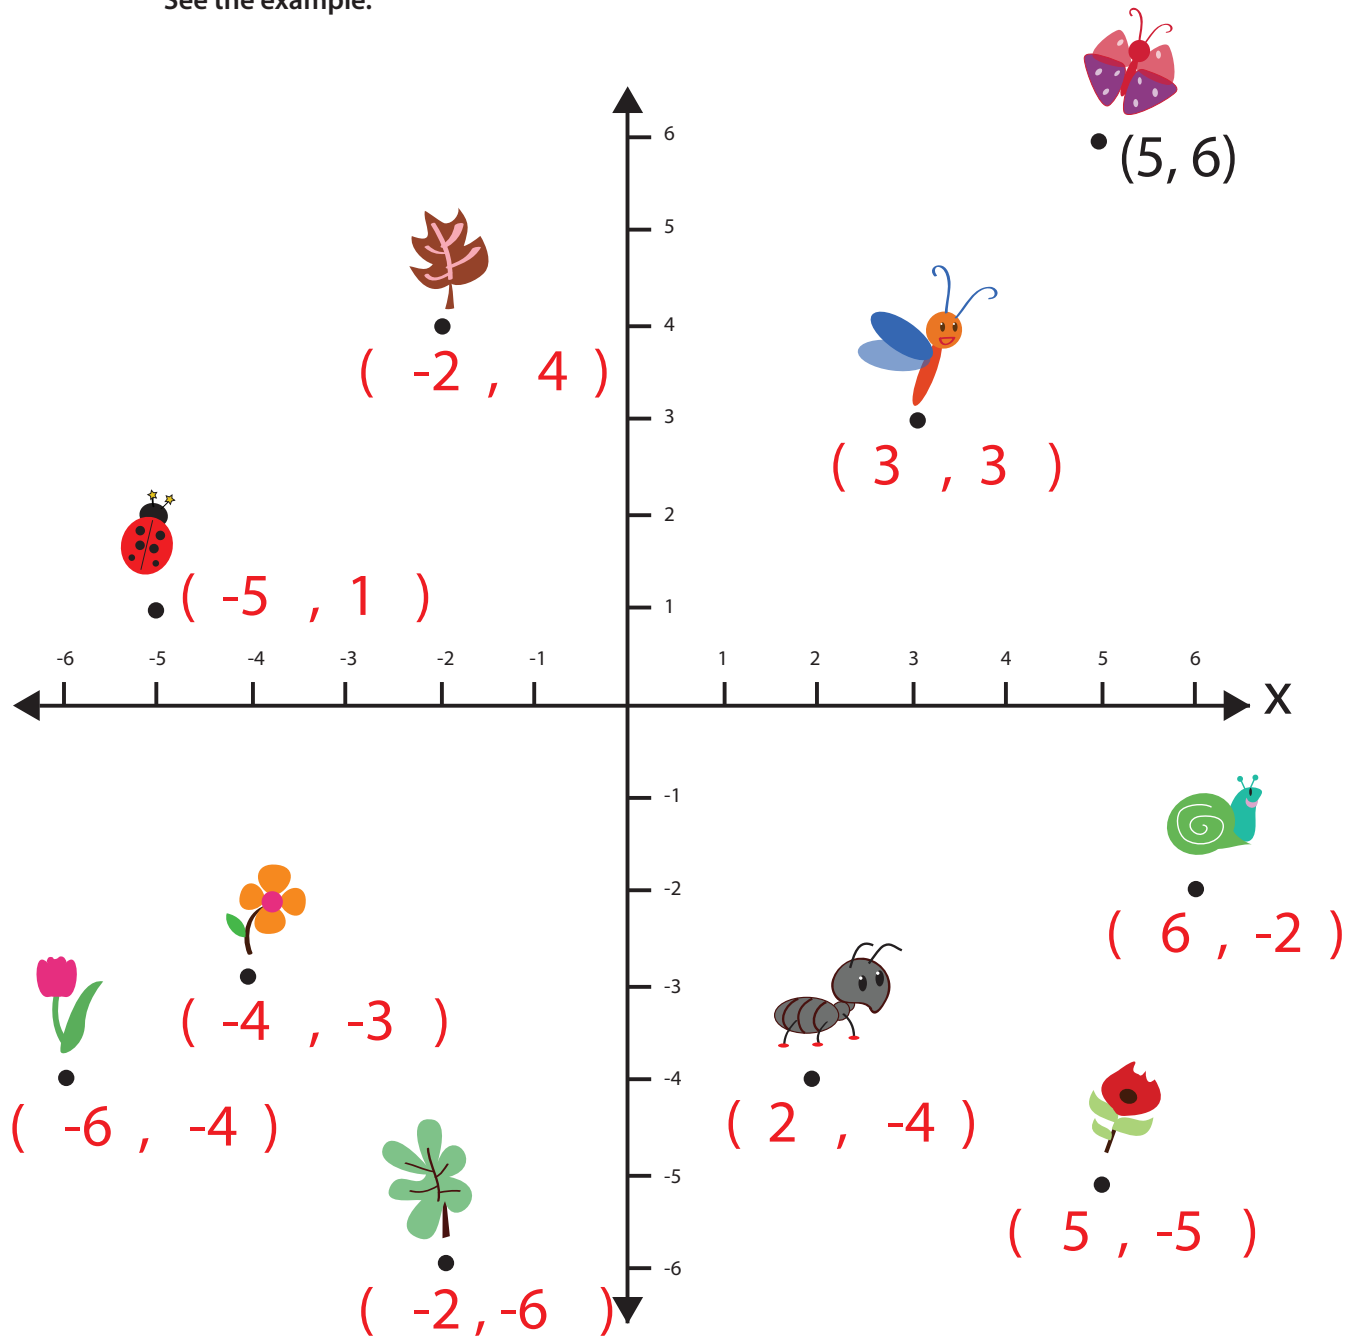 See the example.
6
(5, 6)
5
4
( -2 , 4 )
3
( 3 , 3 )
2
( -5 , 1 )
1
-6 -5 -4 -3 -2 -1 1 2 3 4 5 6
X
-1
-2
( 6 , -2 )
-3
( -4 , -3 )
-4
( -6 , -4 )
( 2 , -4 )
-5
( 5 , -5 )
-6
( -2 , -6 )